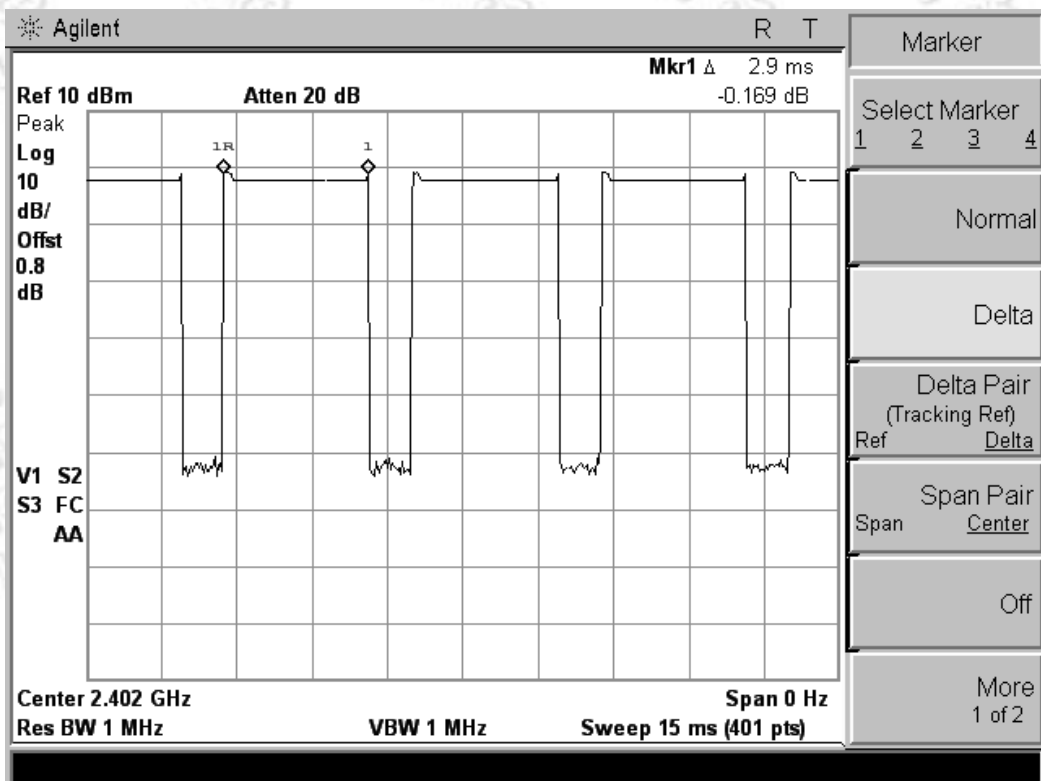 Agilent R T
Mkr1 Δ 2.9 ms
Ref 10 dBm Atten 20 dB -0.169 dB
Peak
Log
10
dB/
Offst
0.8
dB
1R
1
V1 S2
S3 FC
AA
Center 2.402 GHz Span 0 Hz
Res BW 1 MHz VBW 1 MHz Sweep 15 ms (401 pts)
Marker
Select Marker
1 2 3 4
Normal
Delta
Delta Pair
(Tracking Ref)
Ref Delta
Span Pair
Span Center
Off
More
1 of 2